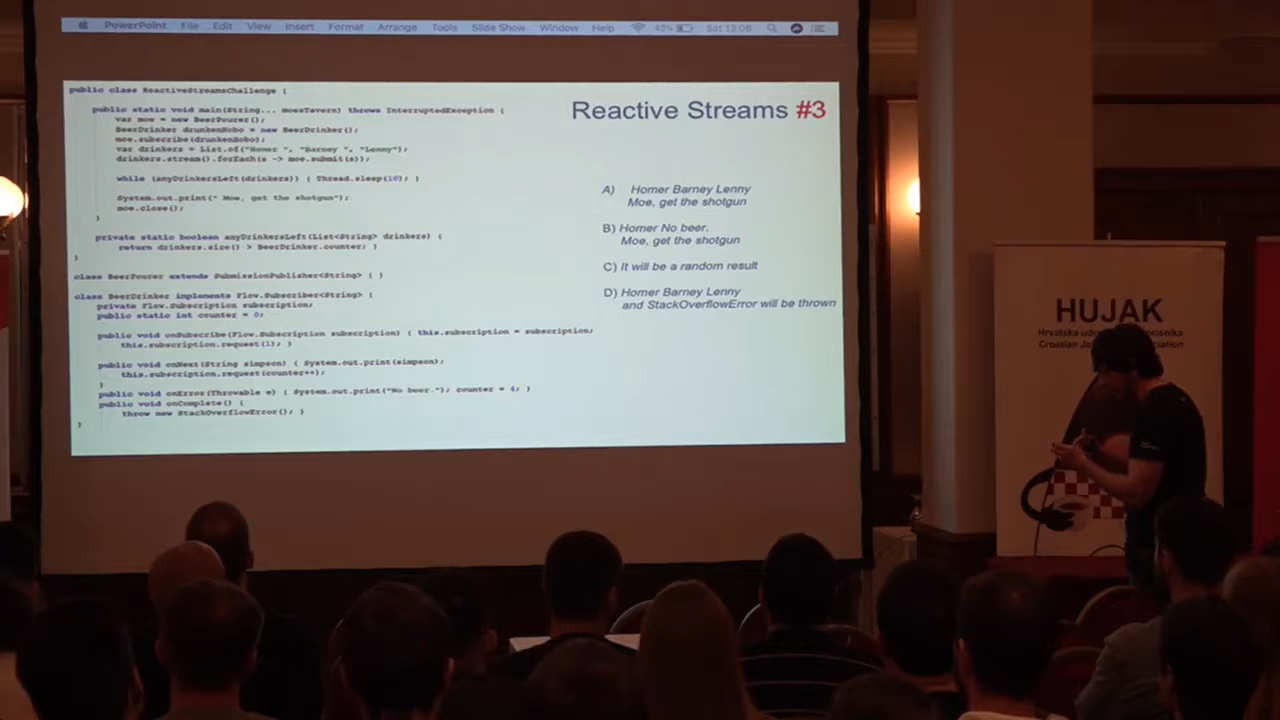 PowerPoint File Edit View Insert Format Arrange Tools Slide Show Window Help 40% Sat 13:06
public class ReactiveStreamsChallenge {
public static void main(String... moesTavern) throws InterruptedException {
var moe = new BeerPourer();
BeerDrinker drunkenHobo = new BeerDrinker();
moe.subscribe(drunkenHobo);
var drinkers = List.of("Homer ", "Barney ", "Lenny");
drinkers.stream().forEach(s -> moe.submit(s));
while (anyDrinkersLeft(drinkers)) { Thread.sleep(10); }
System.out.print(" Moe, get the shotgun");
moe.close();
}
private static boolean anyDrinkersLeft(List<String> drinkers) {
return drinkers.size() > BeerDrinker.counter; }
}
class BeerPourer extends SubmissionPublisher<String> { }
class BeerDrinker implements Flow.Subscriber<String> {
private Flow.Subscription subscription;
public static int counter = 0;
public void onSubscribe(Flow.Subscription subscription) { this.subscription = subscription;
this.subscription.request(1); }
public void onNext(String simpson) { System.out.print(simpson);
this.subscription.request(counter++);
}
public void onError(Throwable e) { System.out.print("No beer."); counter = 4; }
public void onComplete() {
throw new StackOverflowError(); }
}
Reactive Streams #3
A) Homer Barney Lenny
Moe, get the shotgun
B) Homer No beer.
Moe, get the shotgun
C) It will be a random result
D) Homer Barney Lenny
and StackOverflowError will be thrown
HUJAK
Hrvatska
Croatian